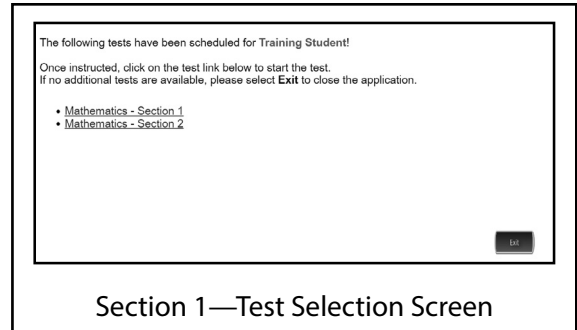 The following tests have been scheduled for Training Student!
Once instructed, click on the test link below to start the test.
If no additional tests are available, please select Exit to close the application.
• Mathematics - Section 1
• Mathematics - Section 2
Exit
Section 1—Test Selection Screen